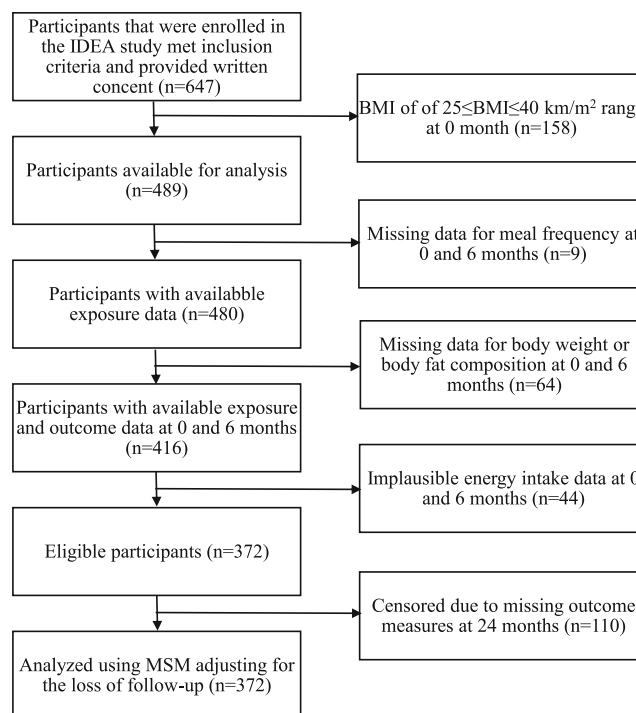 Participants that were enrolled in
the IDEA study met inclusion
criteria and provided written
concent (n=647)
BMI of of 25≤BMI≤40 km/m² rang
at 0 month (n=158)
Participants available for analysis
(n=489)
Missing data for meal frequency at
0 and 6 months (n=9)
Participants with availabble
exposure data (n=480)
Missing data for body weight or
body fat composition at 0 and 6
months (n=64)
Participants with available exposure
and outcome data at 0 and 6 months
(n=416)
Implausible energy intake data at 0
and 6 months (n=44)
Eligible participants (n=372)
Censored due to missing outcome
measures at 24 months (n=110)
Analyzed using MSM adjusting for
the loss of follow-up (n=372)